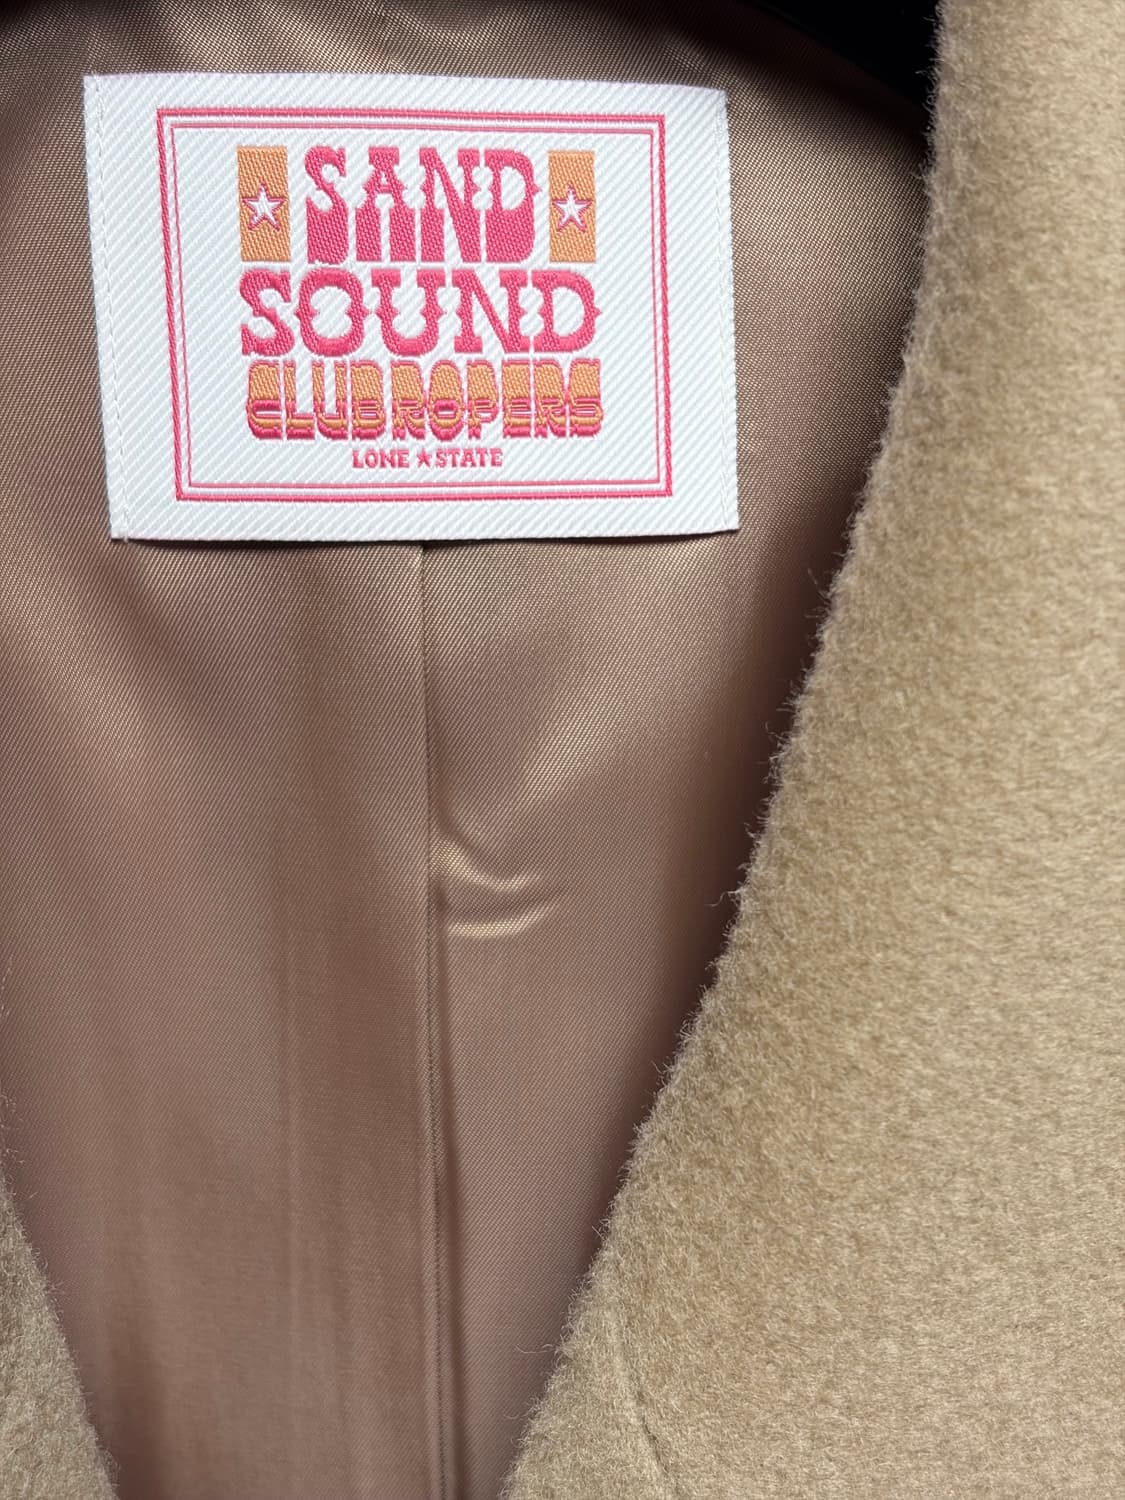 SAND
SOUND
CLUBROPERS
LONE ★ STATE